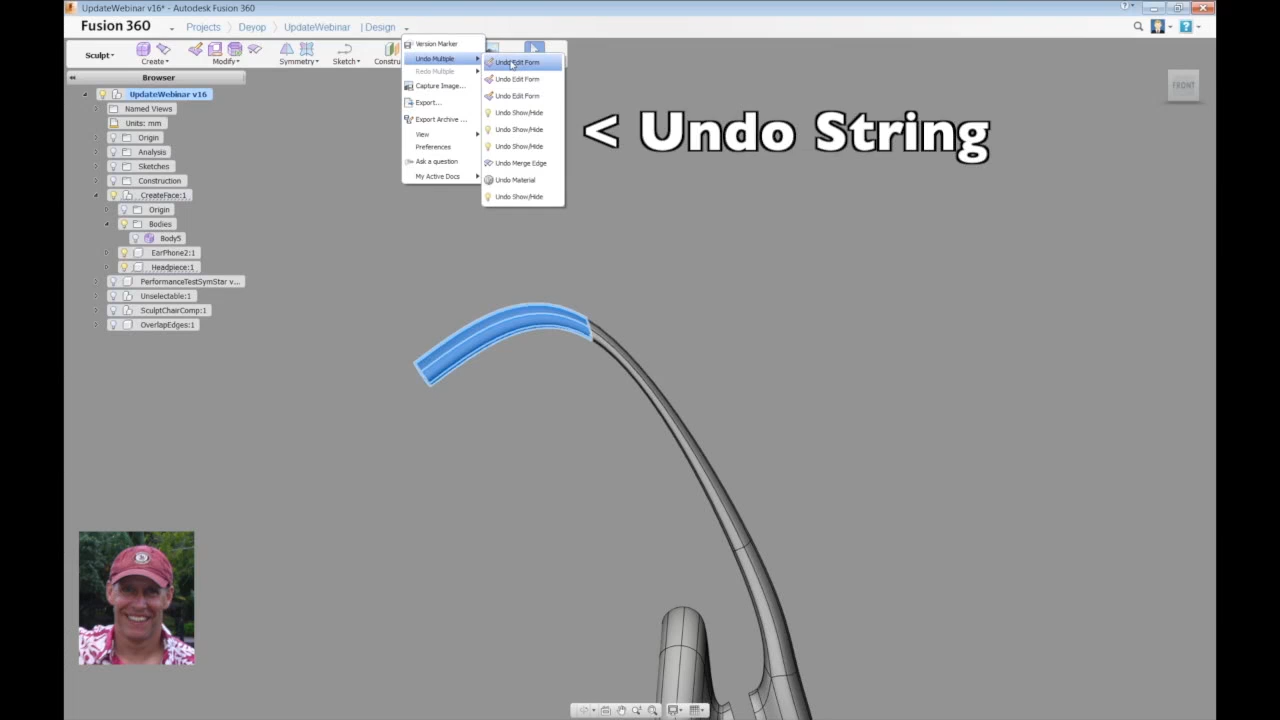 UpdateWebinar v16* - Autodesk Fusion 360
Fusion 360
Projects
Deyop
UpdateWebinar
| Design
Sculpt
Create
Modify
Symmetry
Sketch
Constru
Browser
UpdateWebinar v16
Named Views
Units: mm
Origin
Analysis
Sketches
Construction
CreateFace:1
Origin
Bodies
Body5
EarPhone2:1
Headpiece:1
PerformanceTestSymStar v...
Unselectable:1
SculptChairComp:1
OverlapEdges:1
Version Marker
Undo Multiple
Redo Multiple
Capture Image...
Export...
Export Archive ...
View
Preferences
Ask a question
My Active Docs
Undo Edit Form
Undo Edit Form
Undo Edit Form
Undo Show/Hide
Undo Show/Hide
Undo Show/Hide
Undo Merge Edge
Undo Material
Undo Show/Hide
< Undo String
FRONT